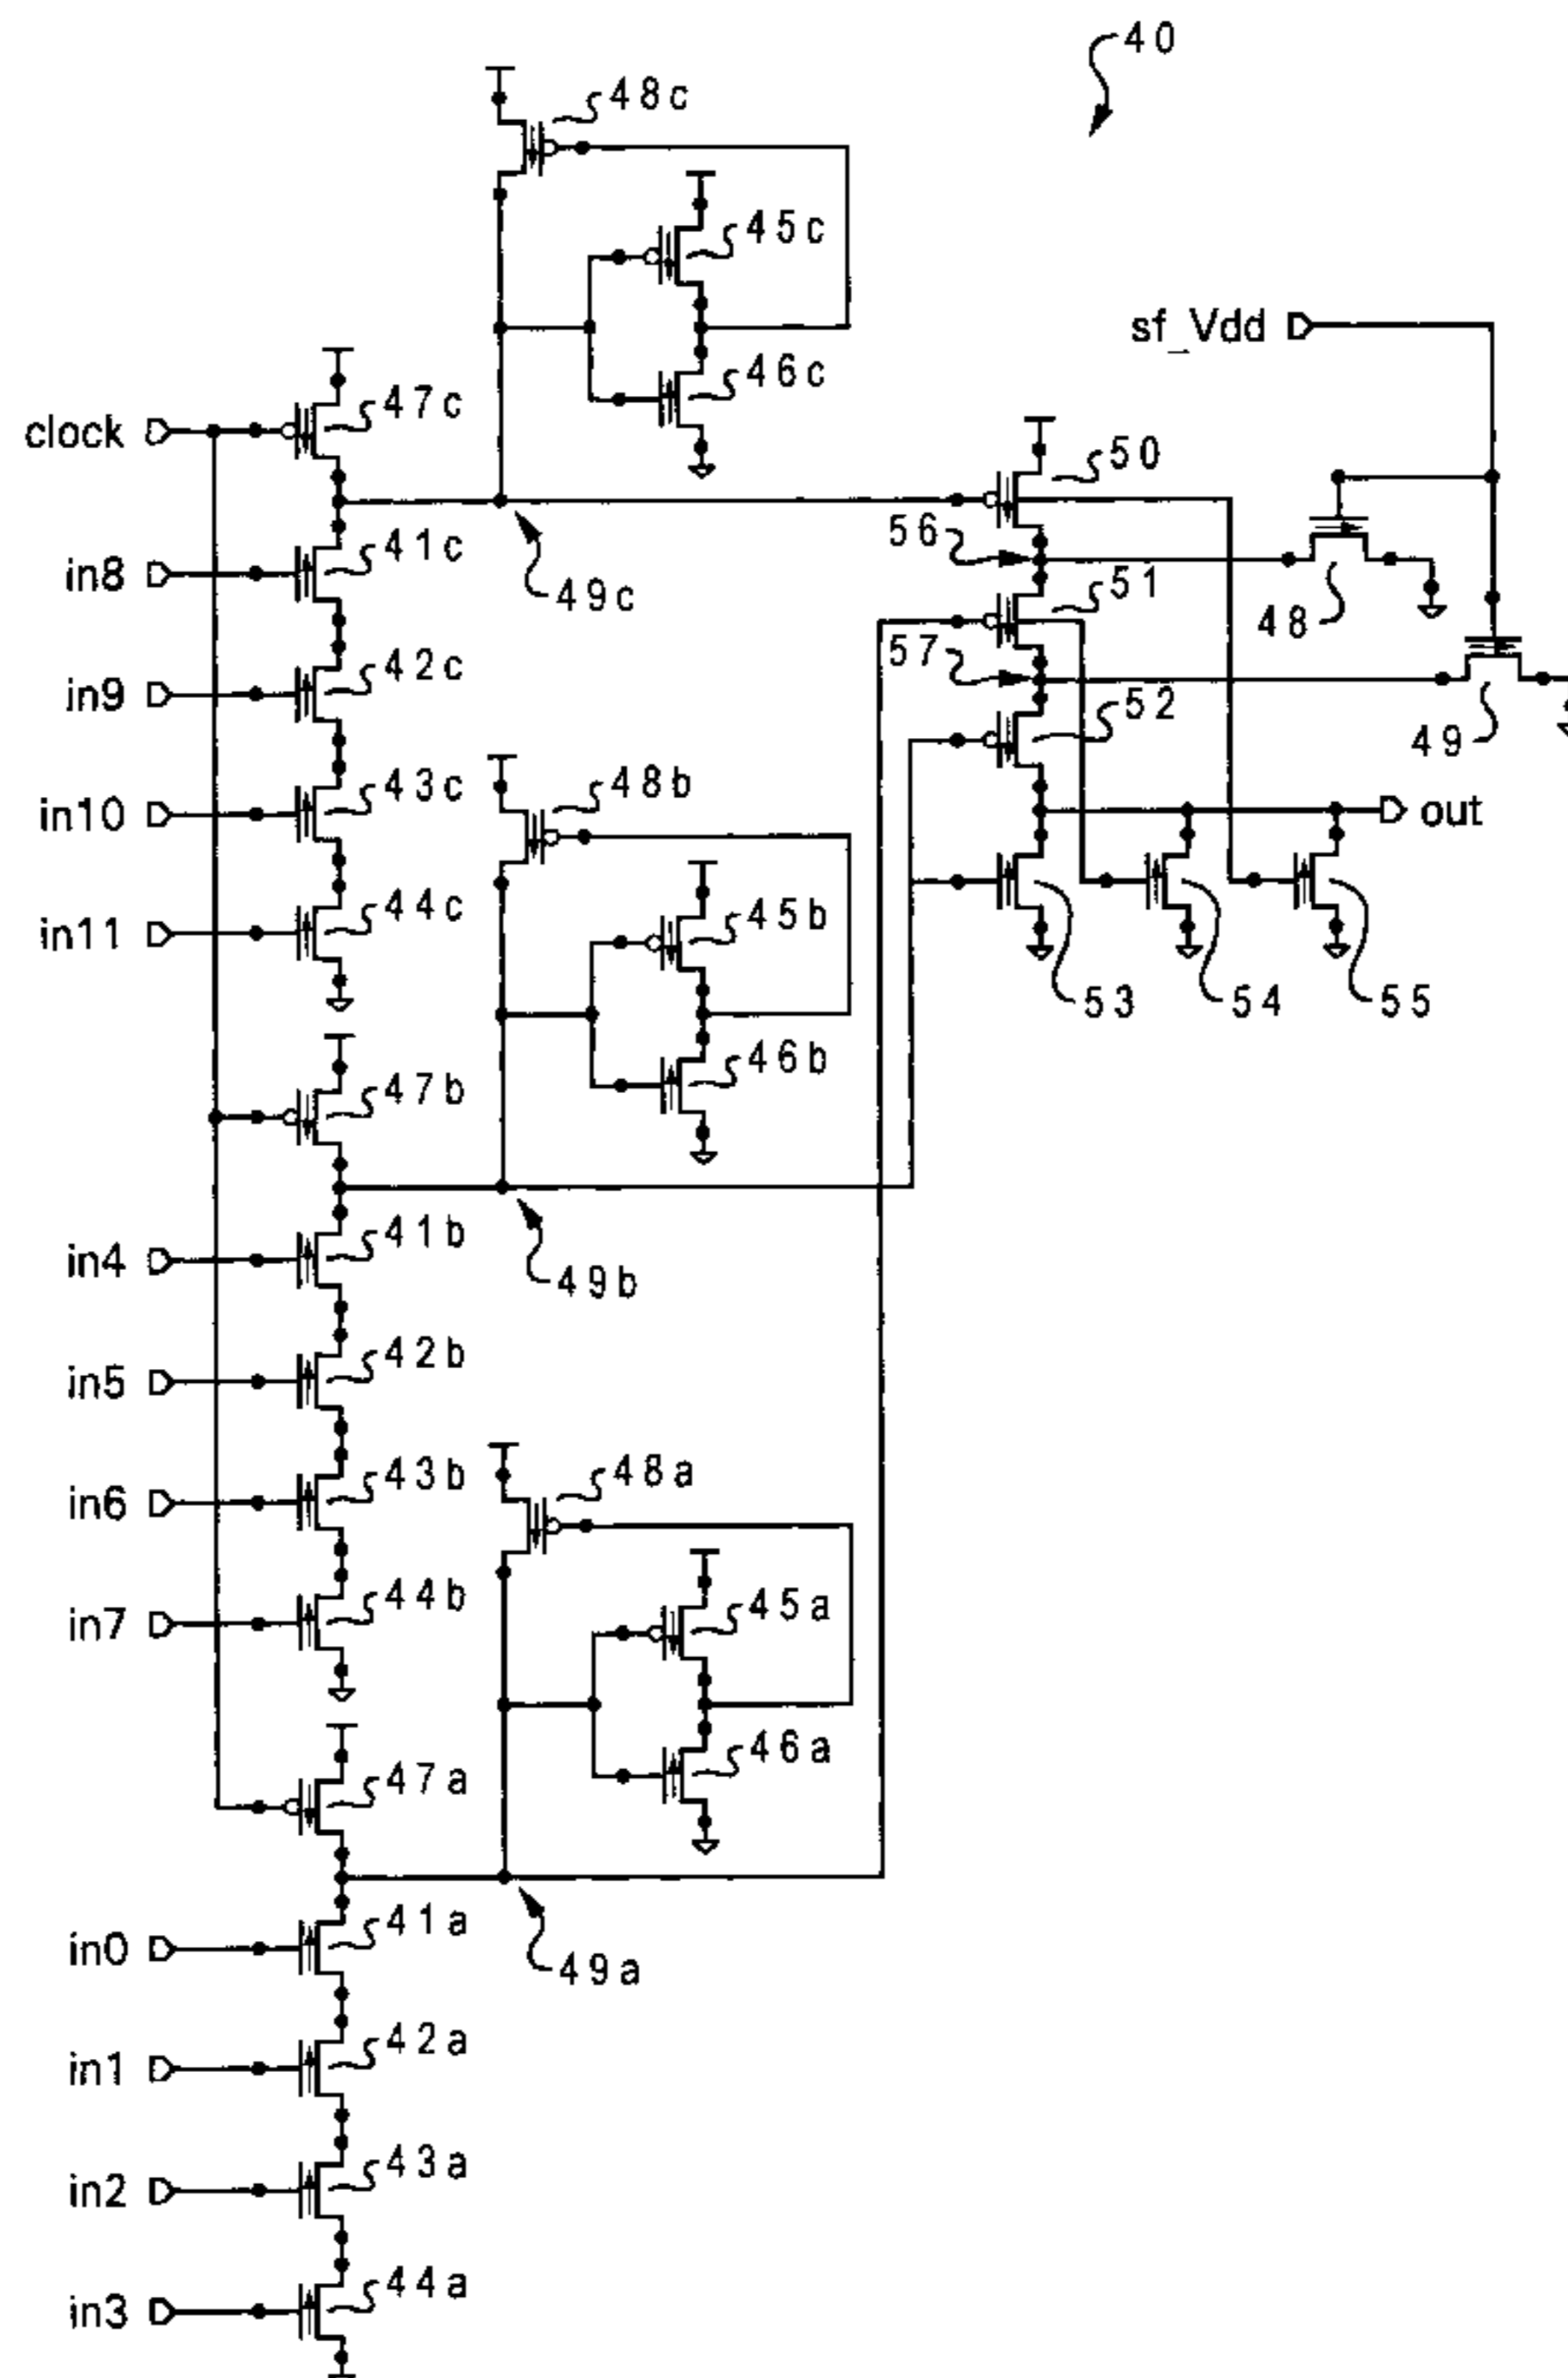 40
48c
45c
sf_Vdd
46c
clock
47c
50
56
in8
41c
51
49c
48
57
in9
42c
52
49
48b
in10
43c
out
45b
in11
44c
53
54
55
46b
47b
in4
41b
49b
in5
42b
48a
in6
43b
45a
in7
44b
46a
47a
in0
41a
49a
in1
42a
in2
43a
in3
44a